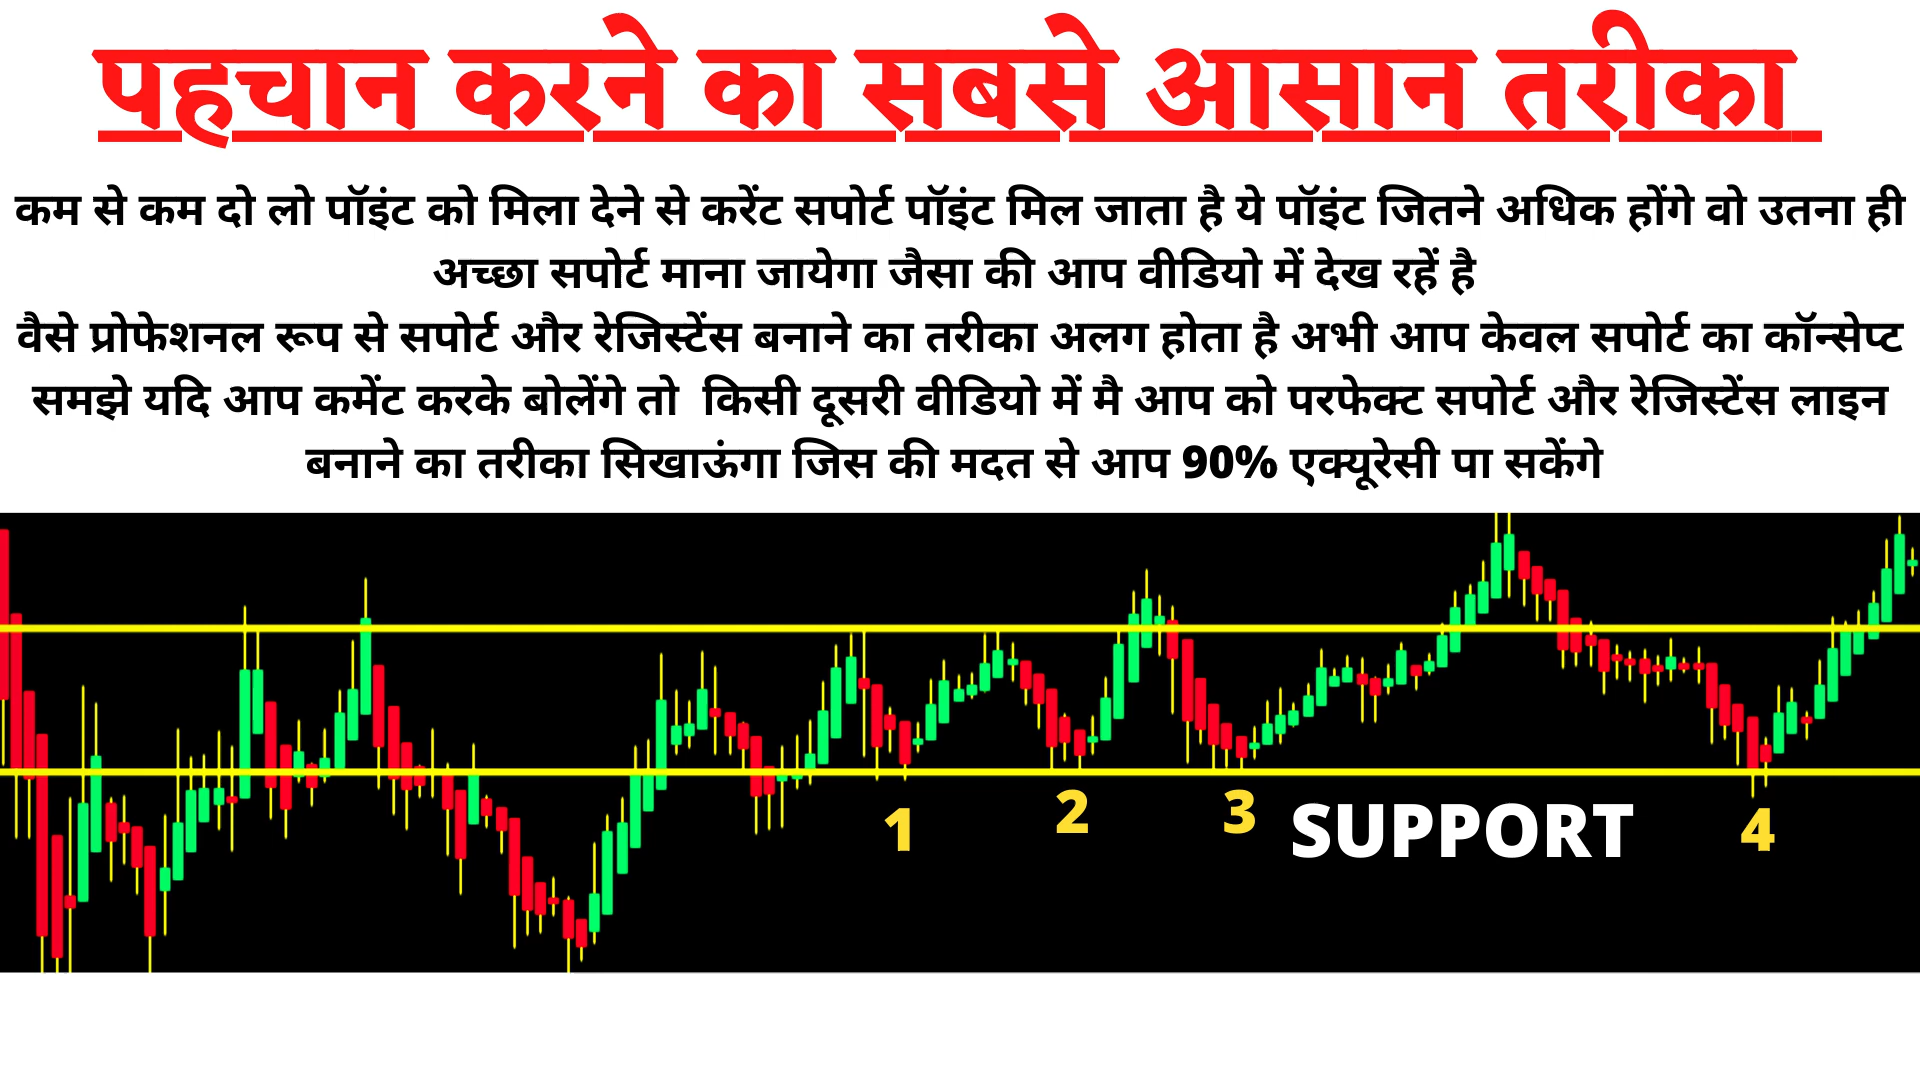 पहचान करने का सबसे आसान तरीका
कम से कम दो लो पॉइंट को मिला देने से करेंट सपोर्ट पॉइंट मिल जाता है ये पॉइंट जितने अधिक होंगे वो उतना ही
अच्छा सपोर्ट माना जायेगा जैसा की आप वीडियो में देख रहें है
वैसे प्रोफेशनल रूप से सपोर्ट और रेजिस्टेंस बनाने का तरीका अलग होता है अभी आप केवल सपोर्ट का कॉन्सेप्ट
समझे यदि आप कमेंट करके बोलेंगे तो किसी दूसरी वीडियो में मै आप को परफेक्ट सपोर्ट और रेजिस्टेंस लाइन
बनाने का तरीका सिखाऊंगा जिस की मदत से आप 90% एक्यूरेसी पा सकेंगे
1 2 3 SUPPORT 4